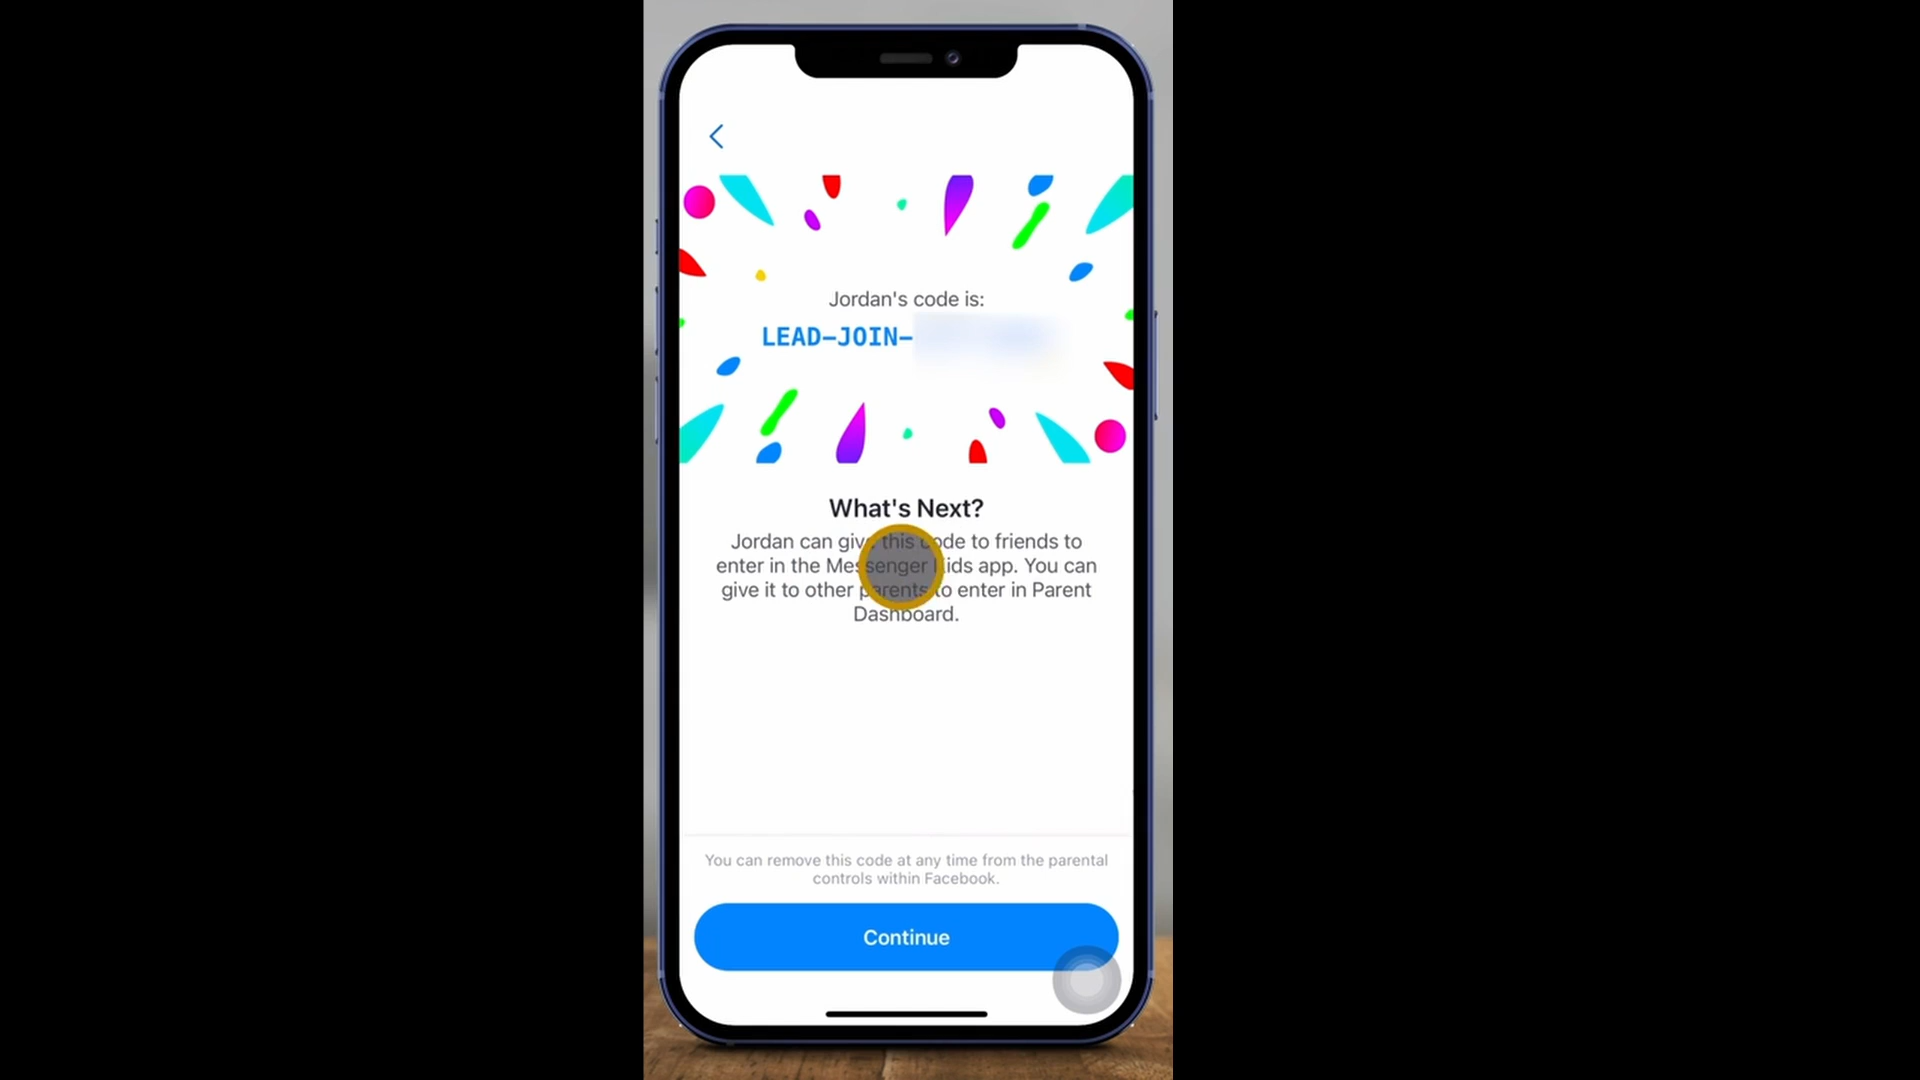 Jordan's code is:
LEAD–JOIN–
What's Next?
Jordan can give this code to friends to
enter in the Messenger Kids app. You can
give it to other parents to enter in Parent
Dashboard.
You can remove this code at any time from the parental
controls within Facebook.
Continue